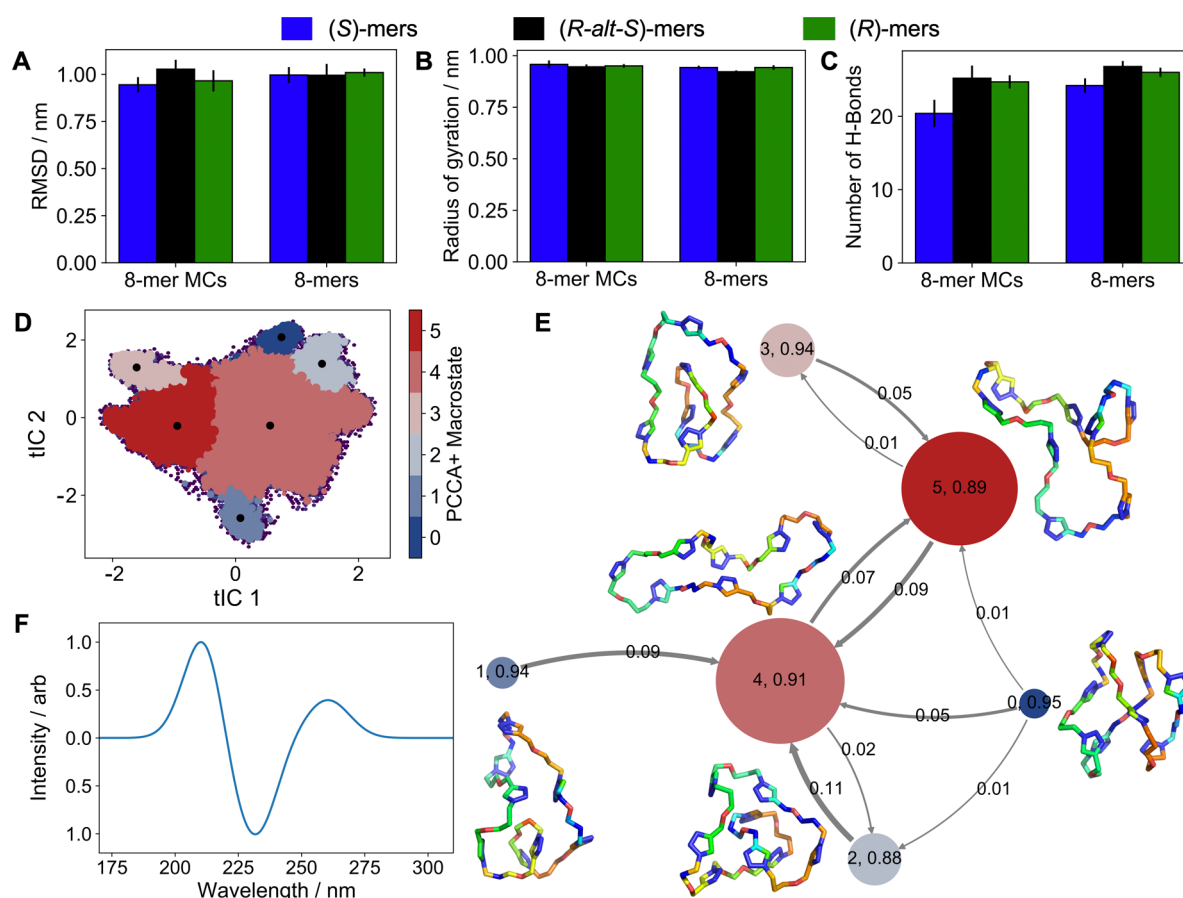 (S)-mers (R-alt-S)-mers (R)-mers
A
RMSD / nm
1.00
0.75
0.50
0.25
0.00
8-mer MCs 8-mers
B
Radius of gyration / nm
1.00
0.75
0.50
0.25
0.00
8-mer MCs 8-mers
C
Number of H-Bonds
20
10
0
8-mer MCs 8-mers
D
tIC 2
2
0
-2
-2 0 2
tIC 1
5
4
3
2
1
0
PCCA+ Macrostate
E
3, 0.94
0.05
0.01
5, 0.89
0.07
0.09
0.01
1, 0.94
0.09
4, 0.91
0, 0.95
0.05
0.02
0.11
0.01
2, 0.88
F
Intensity / arb
1.0
0.5
0.0
0.5
1.0
175 200 225 250 275 300
Wavelength / nm